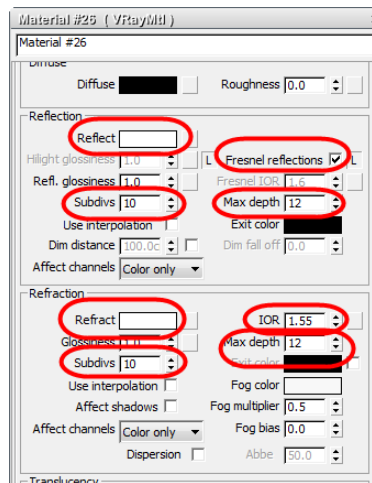 Material #26 ( VRayMtl )
Material #26
Diffuse
Diffuse Roughness 0.0
Reflection
Reflect
Hilight glossiness 1.0 L Fresnel reflections L
Refl. glossiness 1.0 Fresnel IOR 1.6
Subdivs 10 Max depth 12
Use interpolation Exit color
Dim distance 100.0c Dim fall off 0.0
Affect channels Color only
Refraction
Refract IOR 1.55
Glossiness 1.0 Max depth 12
Subdivs 10 Exit color
Use interpolation Fog color
Affect shadows Fog multiplier 0.5
Affect channels Color only Fog bias 0.0
Dispersion Abbe 50.0
Translucency